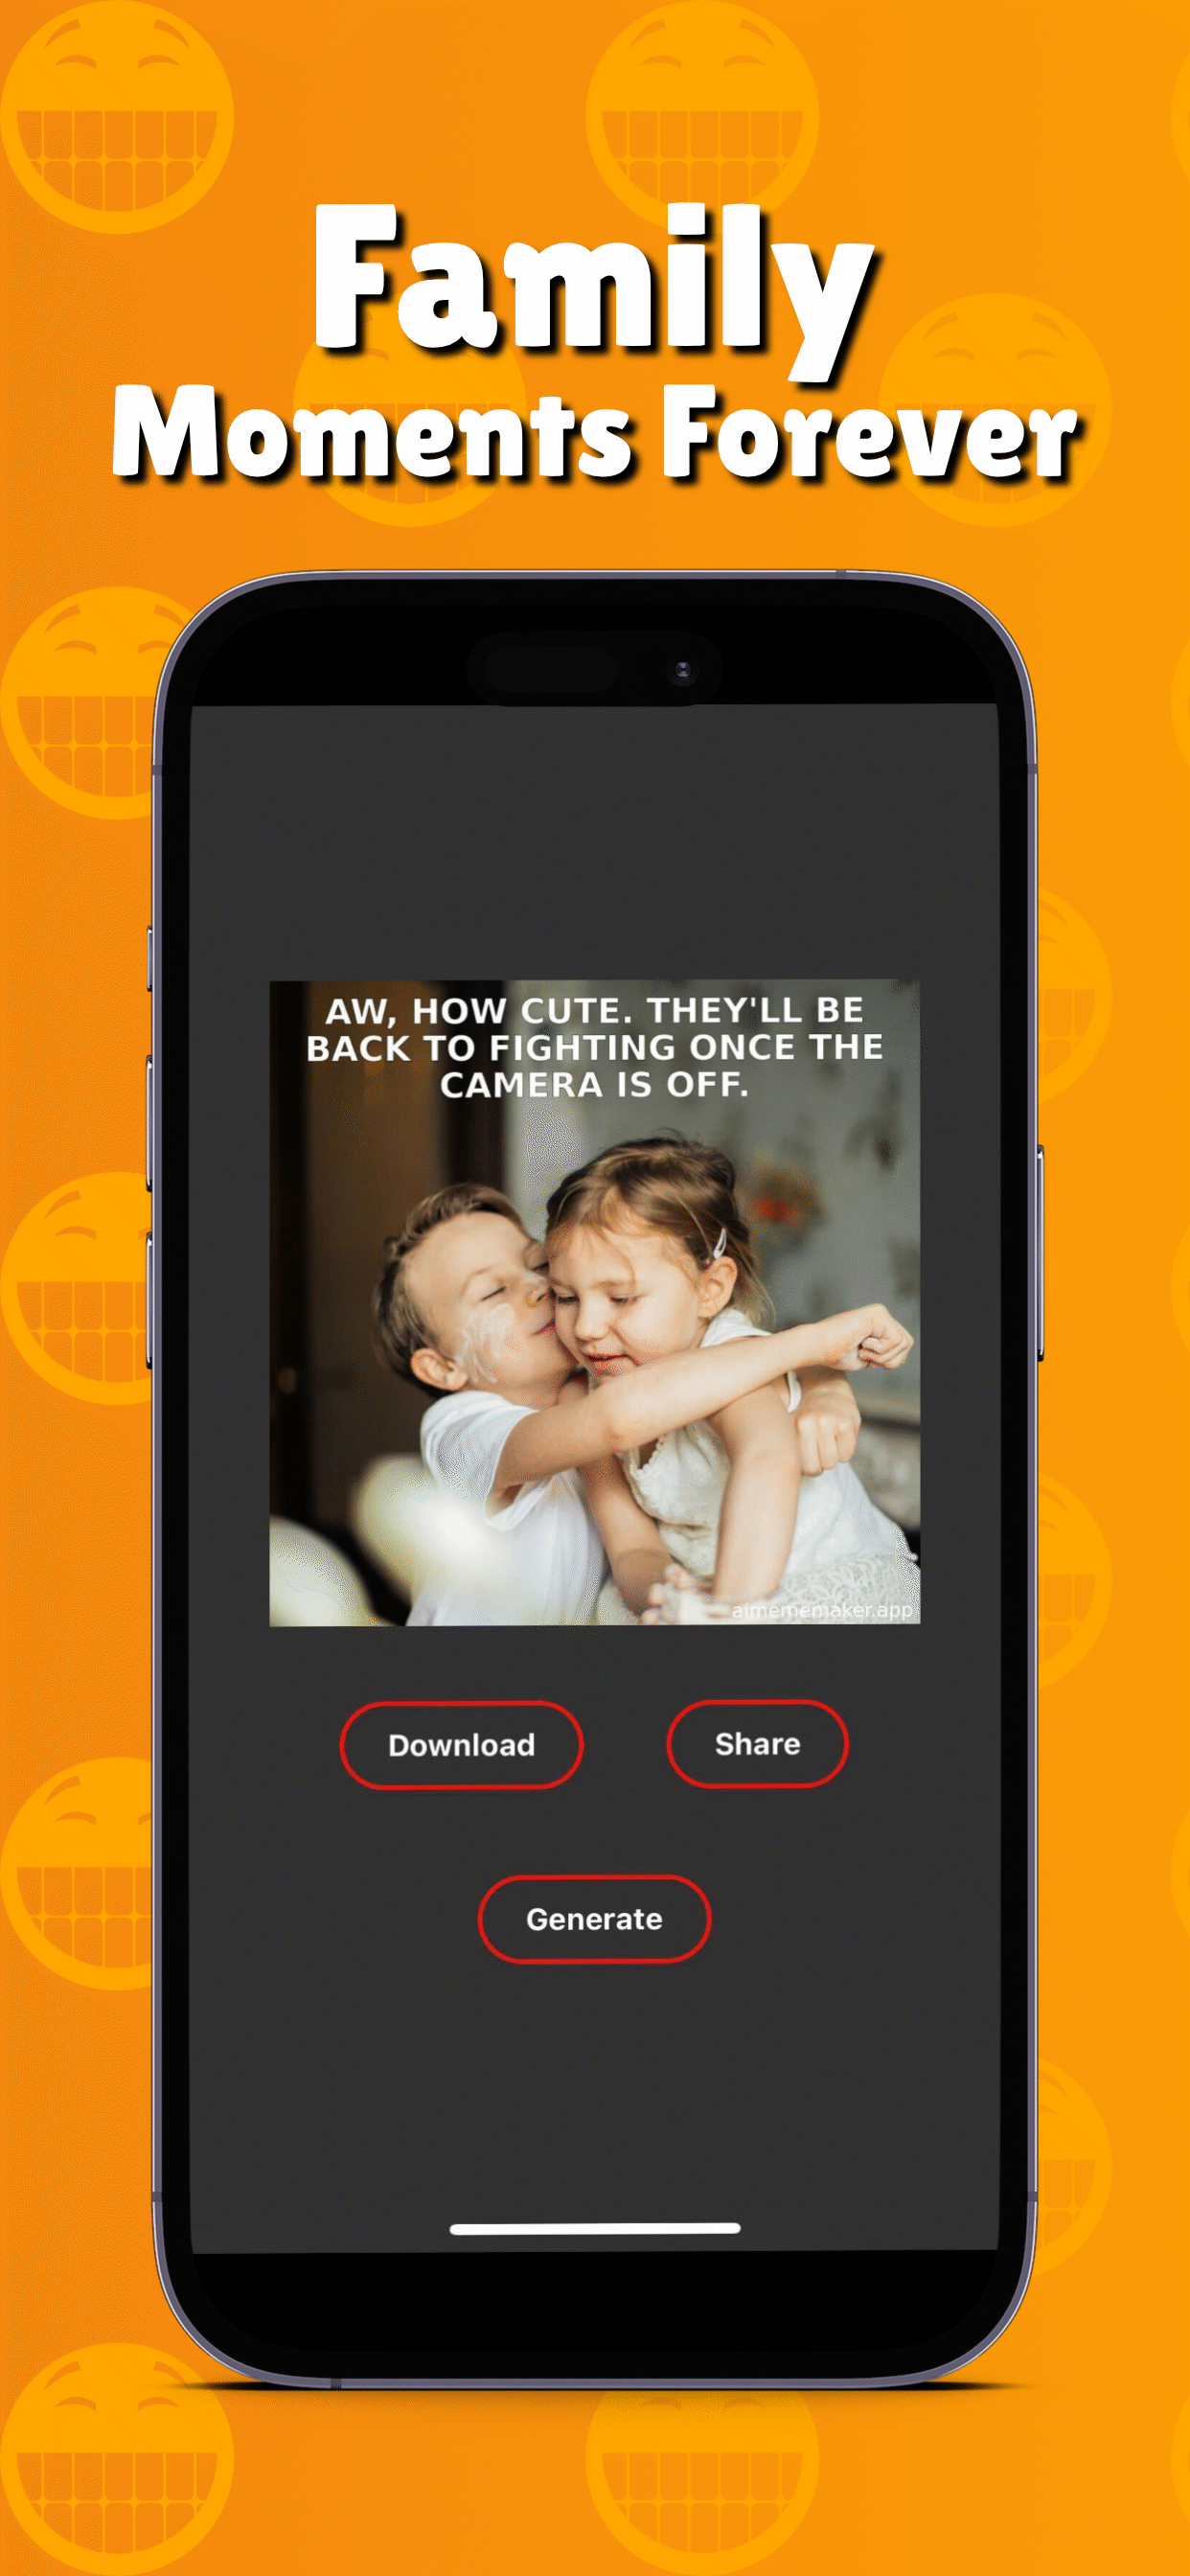 Family
Moments Forever
AW, HOW CUTE. THEY'LL BE
BACK TO FIGHTING ONCE THE
CAMERA IS OFF.
aimememaker.app
Download
Share
Generate